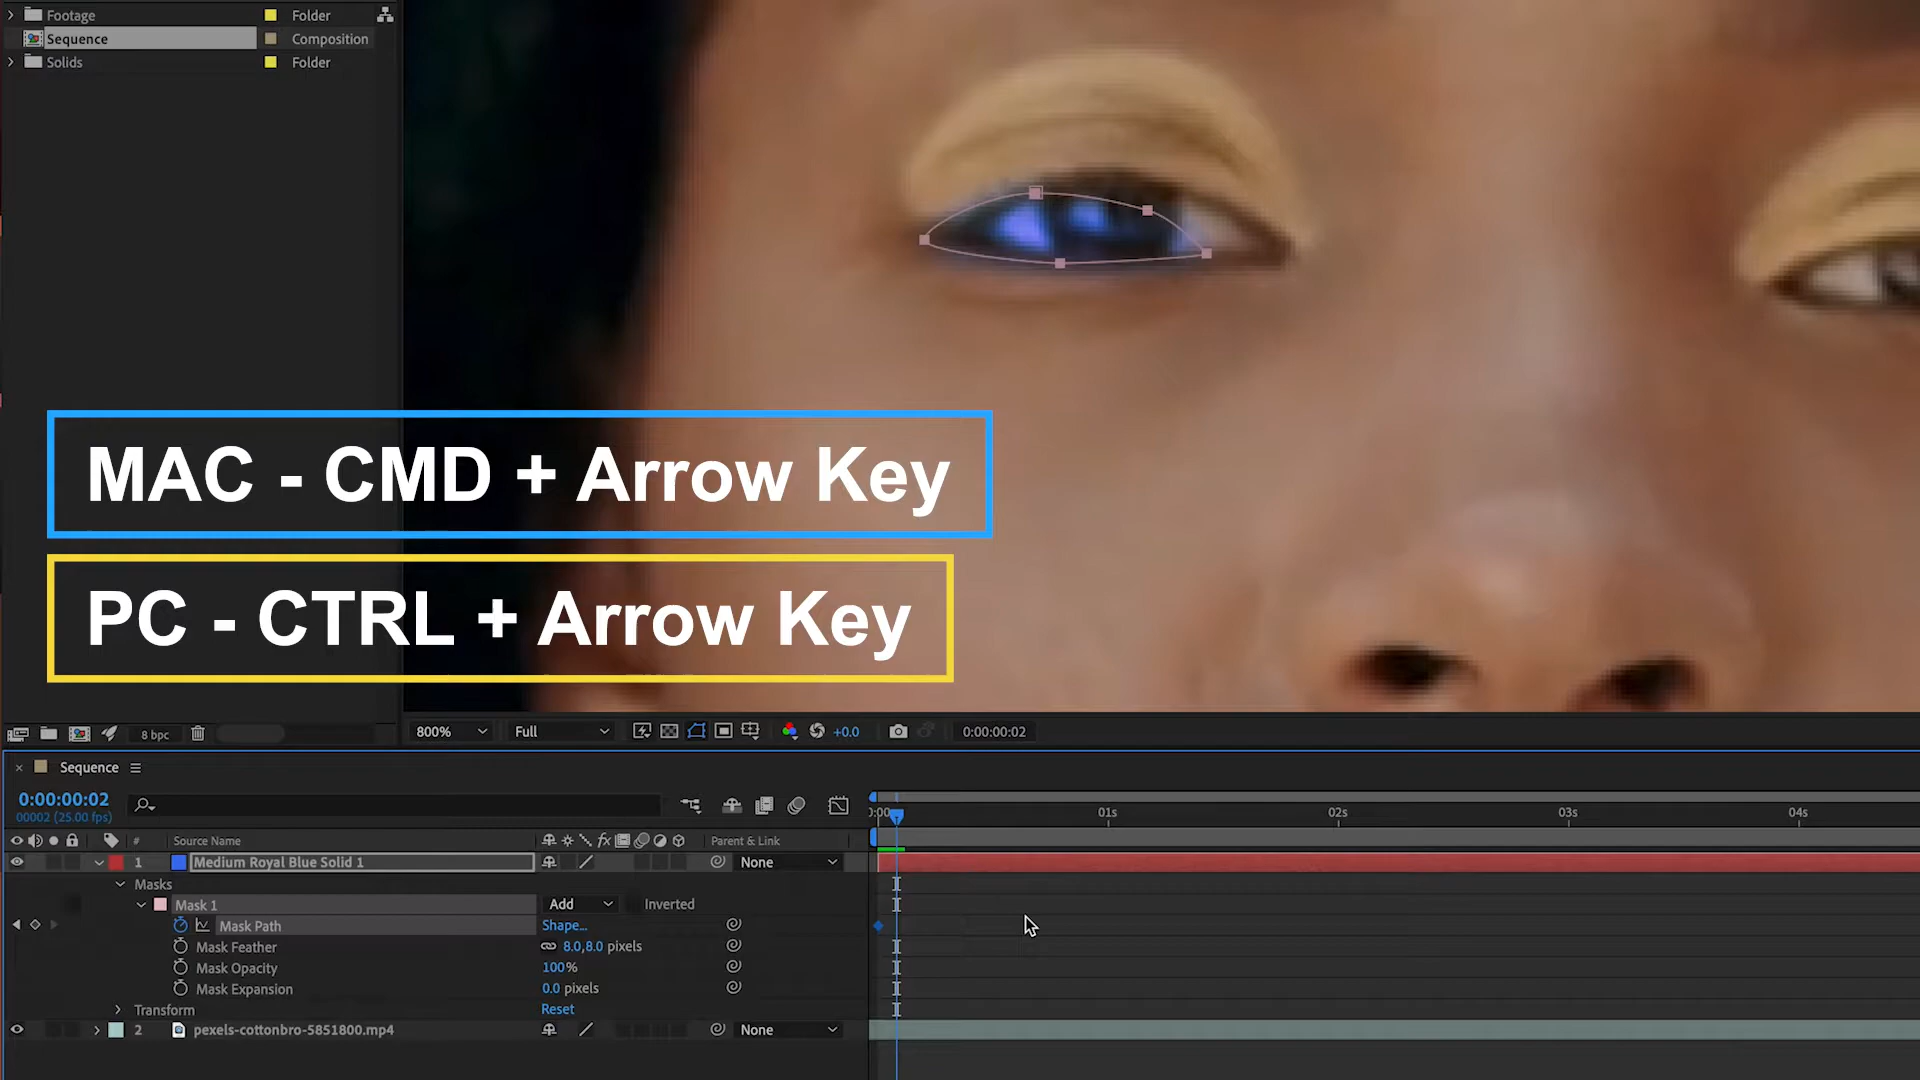 Footage Folder
Sequence Composition
Solids Folder
MAC - CMD + Arrow Key
PC - CTRL + Arrow Key
8 bpc 800% Full +0.0 0:00:00:02
Sequence
0:00:00:02
00002 (25.00 fps)
01s 02s 03s 04s
# Source Name fx Parent & Link
1 Medium Royal Blue Solid 1 None
Masks
Mask 1 Add Inverted
Mask Path Shape...
Mask Feather 8.0,8.0 pixels
Mask Opacity 100%
Mask Expansion 0.0 pixels
Transform Reset
2 pexels-cottonbro-5851800.mp4 None